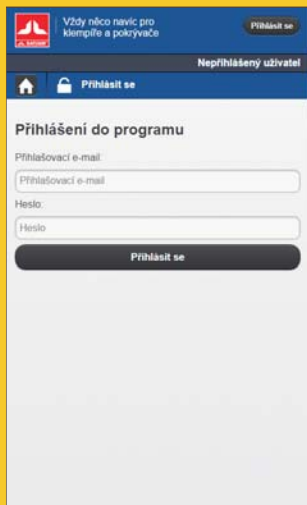 Vždy něco navíc pro
klempíře a pokrývače
Přihlásit se
Nepřihlášený uživatel
Přihlásit se
Přihlášení do programu
Přihlašovací e-mail:
Přihlašovací e-mail
Heslo:
Heslo
Přihlásit se